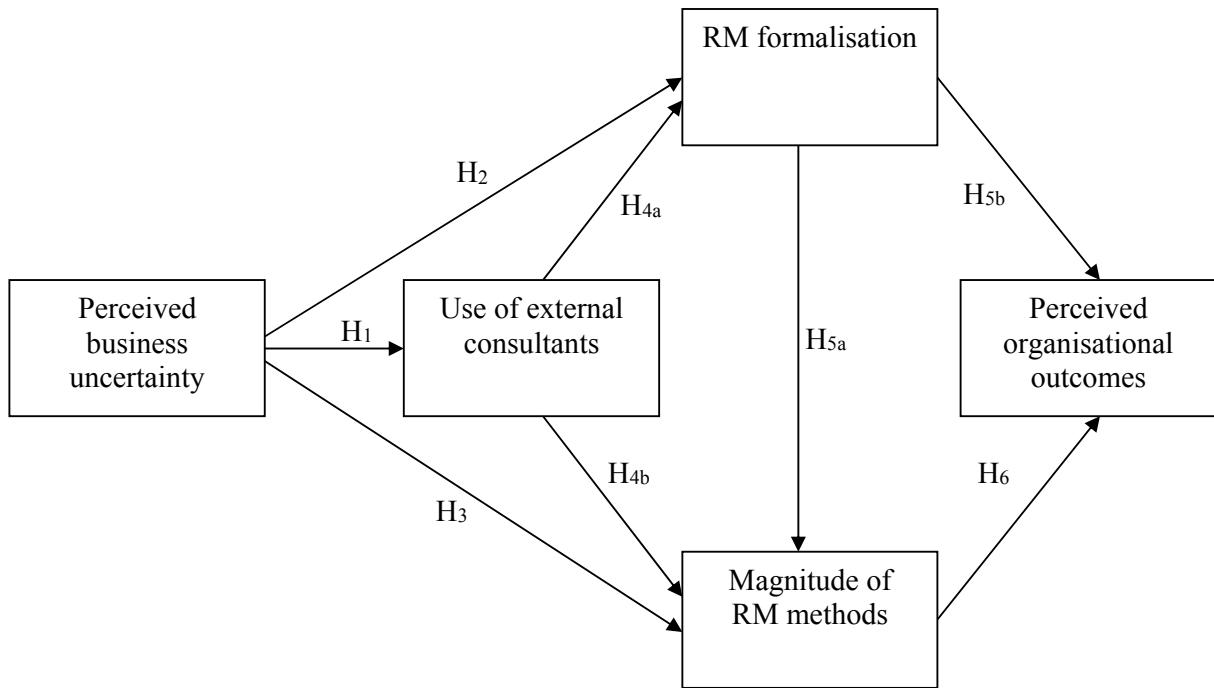 RM formalisation
H2
H4a
H5b
Perceived
business
uncertainty
H1
Use of external
consultants
H5a
Perceived
organisational
outcomes
H3
H4b
H6
Magnitude of
RM methods